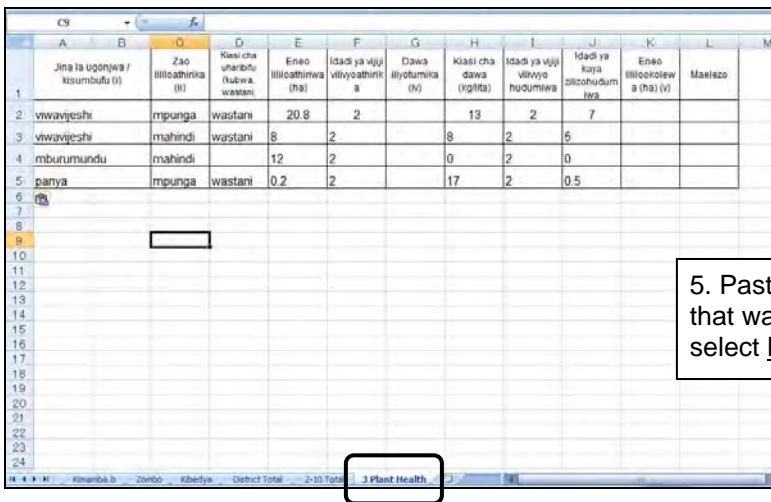 C9 fx
A B C D E F G H I J K L M
1 Jina la ugonjwa / kisumbufu (i) Zao lililoathirika (ii) Kiasi cha uharibifu (kubwa, wastani, Eneo lililoathiriwa (ha) Idadi ya vijiji vilivyoathirika Dawa iliyotumika (iv) Kiasi cha dawa (kg/lita) Idadi ya vijiji vilivyo hudumiwa Idadi ya kaya zilizohudumiwa Eneo lililookolewa (ha) (v) Maelezo
2 viwavijeshi mpunga wastani 20.8 2 13 2 7
3 viwavijeshi mahindi wastani 8 2 8 2 5
4 mburumundu mahindi 12 2 0 2 0
5 panya mpunga wastani 0.2 2 17 2 0.5
6
7
8
9
10
11
12
13
14
15
16
17
18
19
20
21
22
23
24
5. Past
that wa
select
Kimamba.b Zombo Kibedya District Total 2-10 Total 3 Plant Health